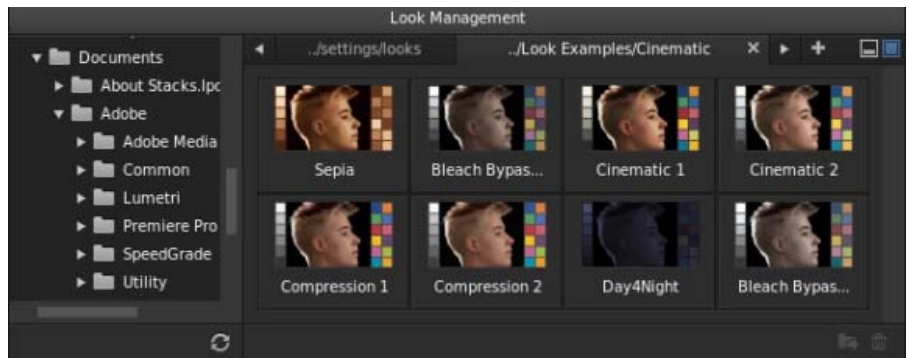 Look Management
Documents
About Stacks.lpd
Adobe
Adobe Media
Common
Lumetri
Premiere Pro
SpeedGrade
Utility
../settings/looks
../Look Examples/Cinematic
Sepia
Bleach Bypas...
Cinematic 1
Cinematic 2
Compression 1
Compression 2
Day4Night
Bleach Bypas...